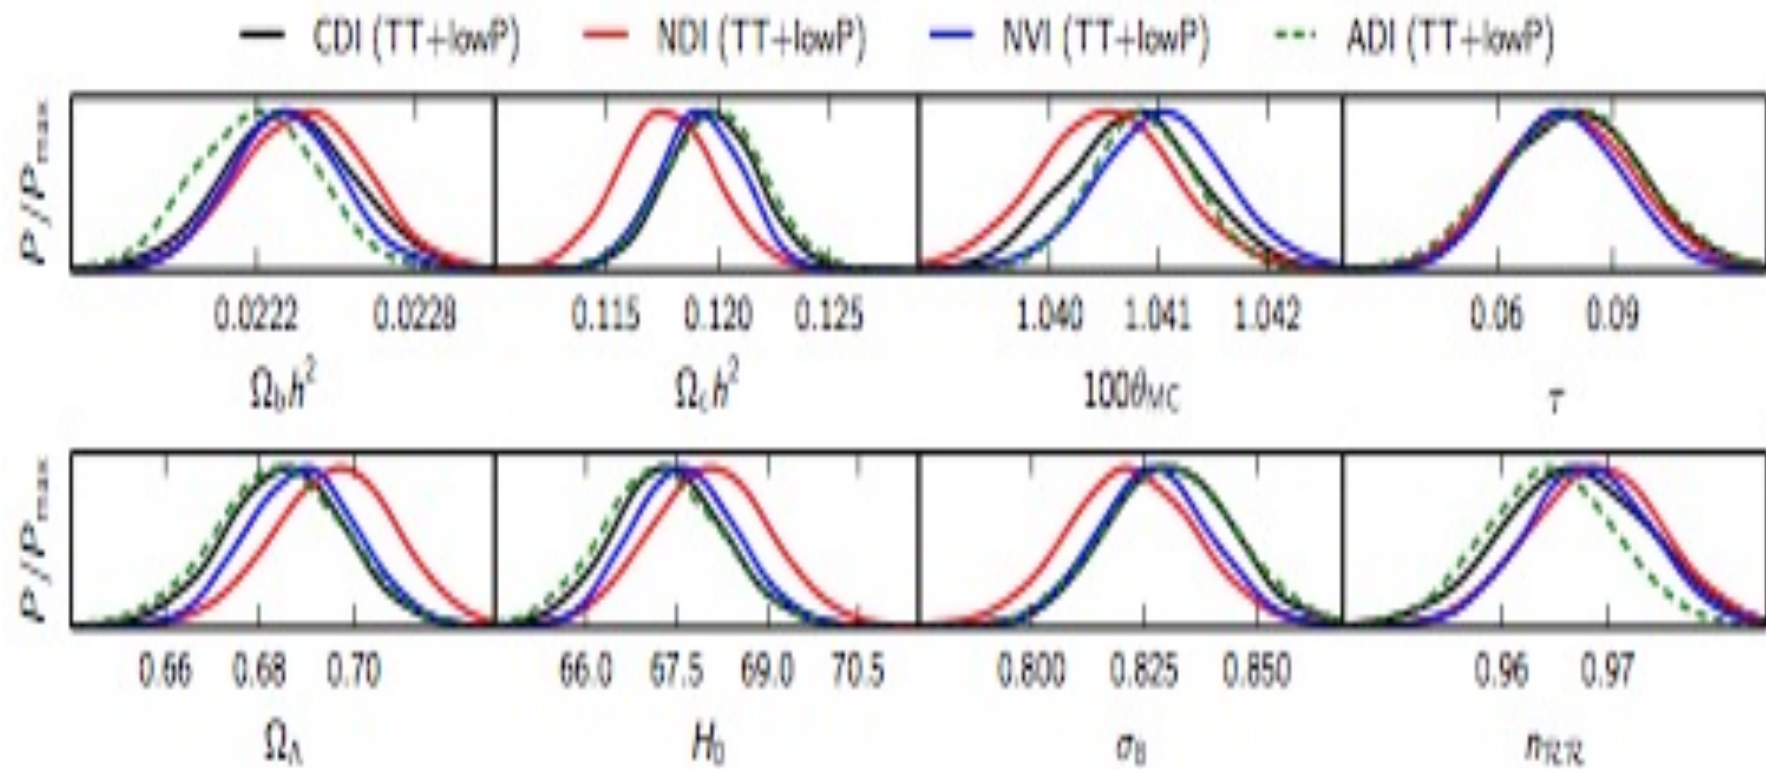 CDI (TT+lowP) NDI (TT+lowP) NVI (TT+lowP) ADI (TT+lowP)
P/Pmax
0.0222 0.0228 0.115 0.120 0.125 1.040 1.041 1.042 0.06 0.09
Ωbh² Ωch² 100θMC τ
P/Pmax
0.66 0.68 0.70 66.0 67.5 69.0 70.5 0.800 0.825 0.850 0.96 0.97
ΩΛ H0 σ8 nRR